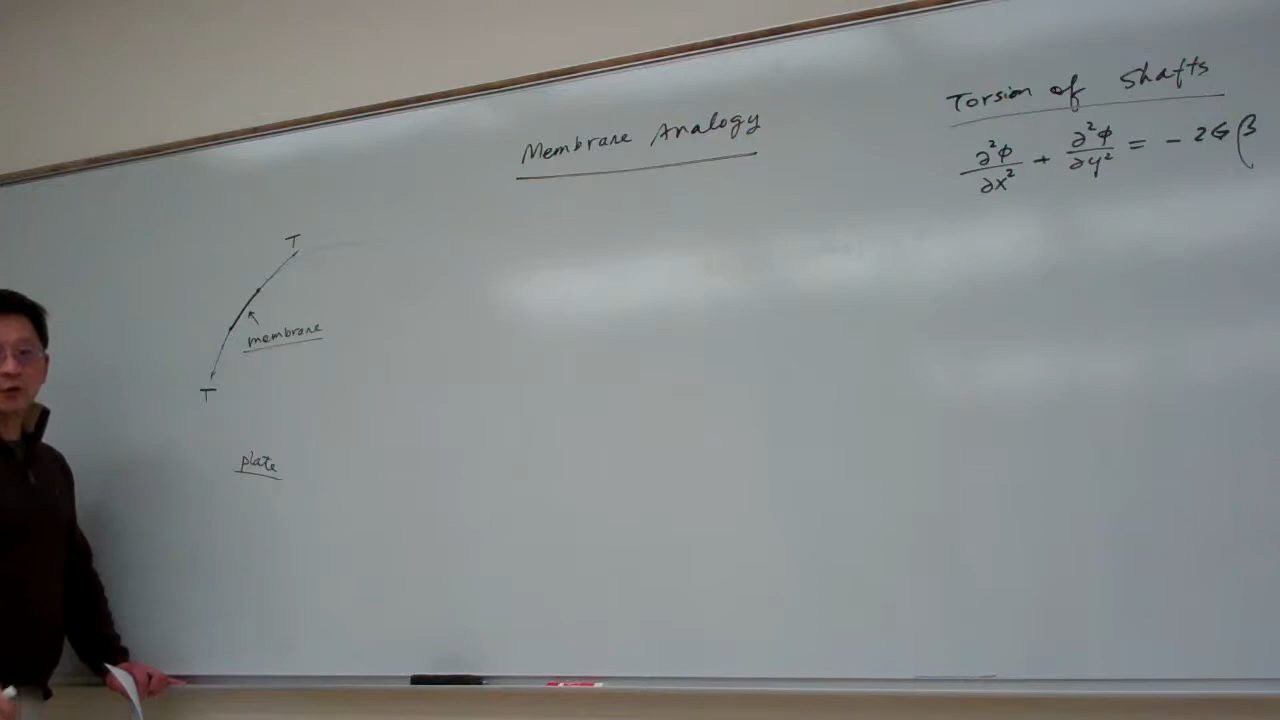 Membrane Analogy
Torsion of Shafts
∂²φ/∂x² + ∂²φ/∂y² = - 2Gβ
T
membrane
T
plate